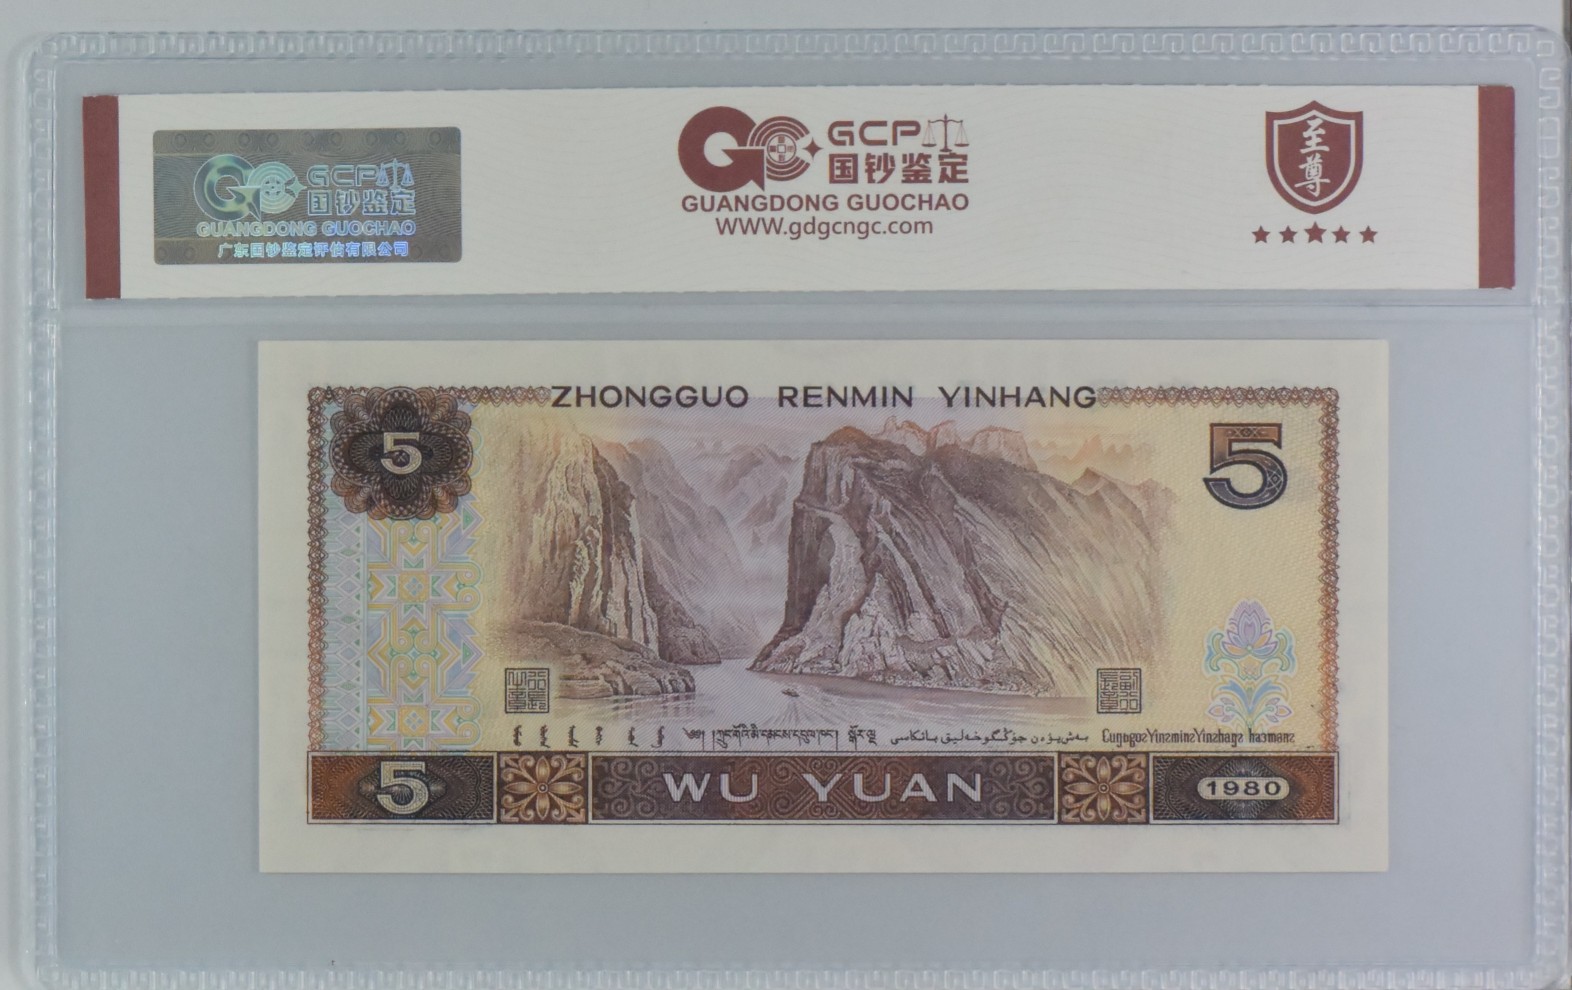 GCP
国钞鉴定
GUANGDONG GUOCHAO
广东国钞鉴定评估有限公司
GCP
国钞鉴定
GUANGDONG GUOCHAO
WWW.gdgcngc.com
至尊
ZHONGGUO RENMIN YINHANG
5
5
CuŋgogozYinzminzYinzhangz
5
WU YUAN
1980